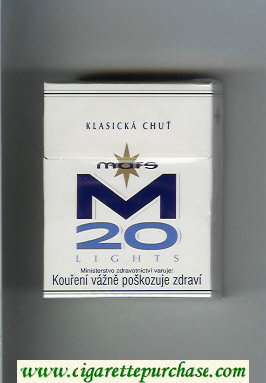 KLASICKÁ CHUŤ
mars
M
20
LIGHTS
Ministerstvo zdravotnictví varuje:
Kouření vážně poškozuje zdraví
www.cigarettepurchase.com